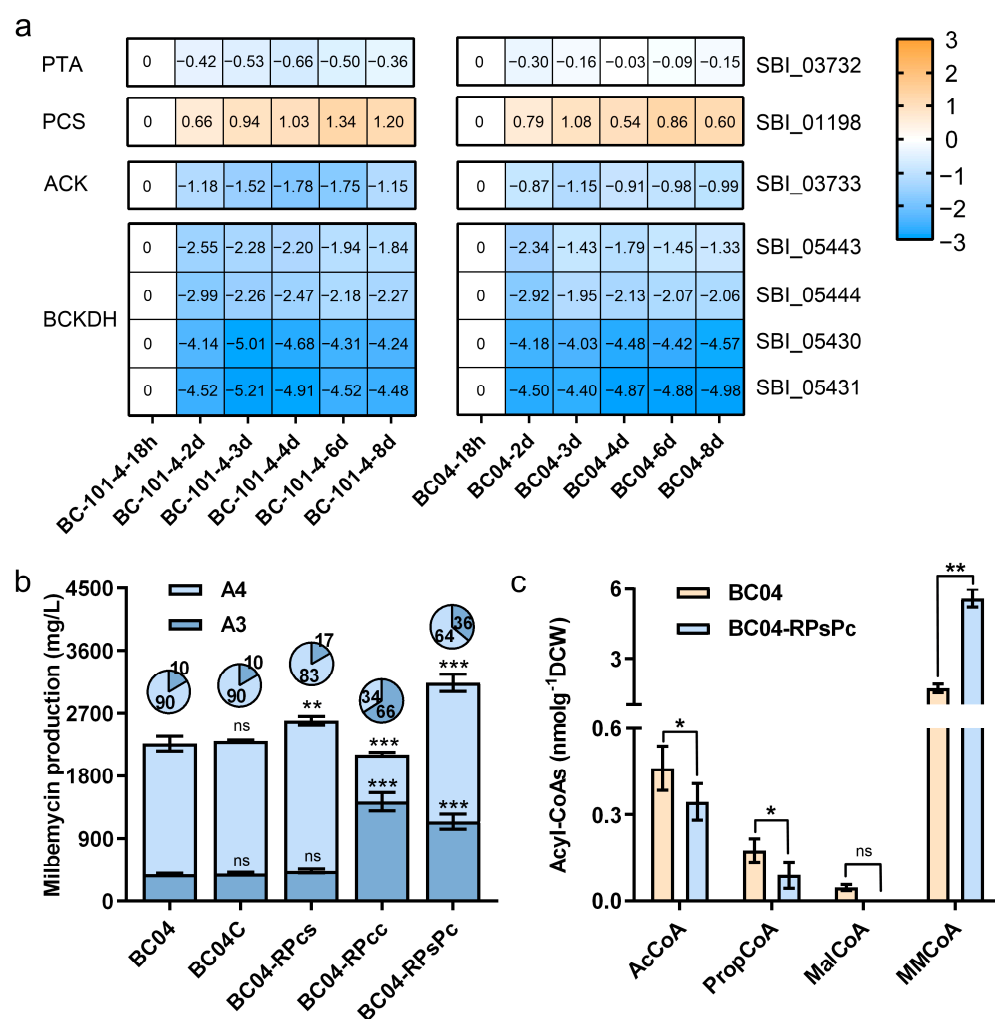 a
PTA
0 −0.42 −0.53 −0.66 −0.50 −0.36
0 −0.30 −0.16 −0.03 −0.09 −0.15
SBI_03732
PCS
0 0.66 0.94 1.03 1.34 1.20
0 0.79 1.08 0.54 0.86 0.60
SBI_01198
ACK
0 −1.18 −1.52 −1.78 −1.75 −1.15
0 −0.87 −1.15 −0.91 −0.98 −0.99
SBI_03733
BCKDH
0 −2.55 −2.28 −2.20 −1.94 −1.84
0 −2.34 −1.43 −1.79 −1.45 −1.33
SBI_05443
0 −2.99 −2.26 −2.47 −2.18 −2.27
0 −2.92 −1.95 −2.13 −2.07 −2.06
SBI_05444
0 −4.14 −5.01 −4.68 −4.31 −4.24
0 −4.18 −4.03 −4.48 −4.42 −4.57
SBI_05430
0 −4.52 −5.21 −4.91 −4.52 −4.48
0 −4.50 −4.40 −4.87 −4.88 −4.98
SBI_05431
BC-101-4-18h
BC-101-4-2d
BC-101-4-3d
BC-101-4-4d
BC-101-4-6d
BC-101-4-8d
BC04-18h
BC04-2d
BC04-3d
BC04-4d
BC04-6d
BC04-8d
3
2
1
0
−1
−2
−3
b
Milbemycin production (mg/L)
4500
3600
2700
1800
900
0
A4
A3
10
90
10
90
ns
ns
17
83
**
ns
34
66
***
***
36
64
***
***
BC04
BC04C
BC04-RPcs
BC04-RPcc
BC04-RPsPc
c
Acyl-CoAs (nmolg⁻¹DCW)
6
3
0.6
0.3
0.0
BC04
BC04-RPsPc
*
*
ns
**
AcCoA
PropCoA
MalCoA
MMCoA